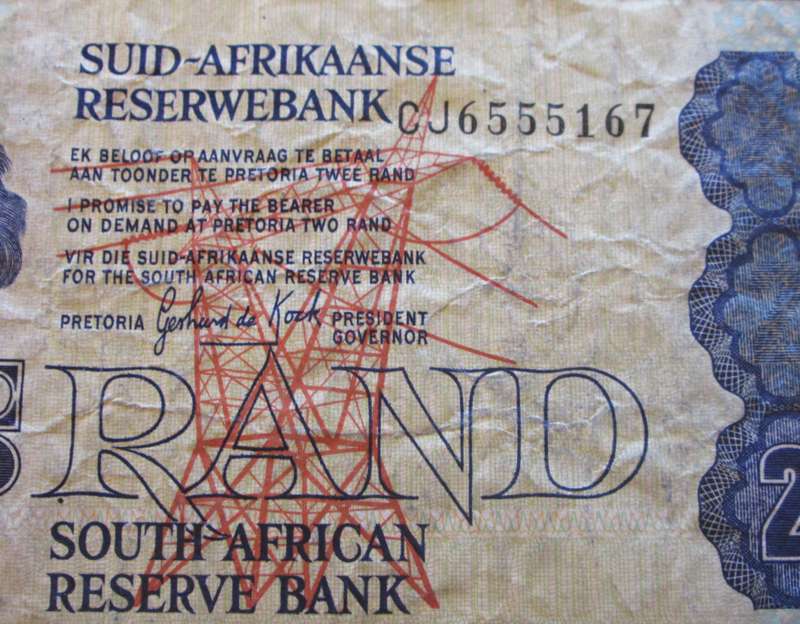 SUID-AFRIKAANSE
RESERWEBANK
CJ6555167
EK BELOOF OP AANVRAAG TE BETAAL
AAN TOONDER TE PRETORIA TWEE RAND
I PROMISE TO PAY THE BEARER
ON DEMAND AT PRETORIA TWO RAND
VIR DIE SUID-AFRIKAANSE RESERWEBANK
FOR THE SOUTH AFRICAN RESERVE BANK
PRETORIA Gerhard de Kock PRESIDENT
GOVERNOR
RAND
2
SOUTH-AFRICAN
RESERVE BANK